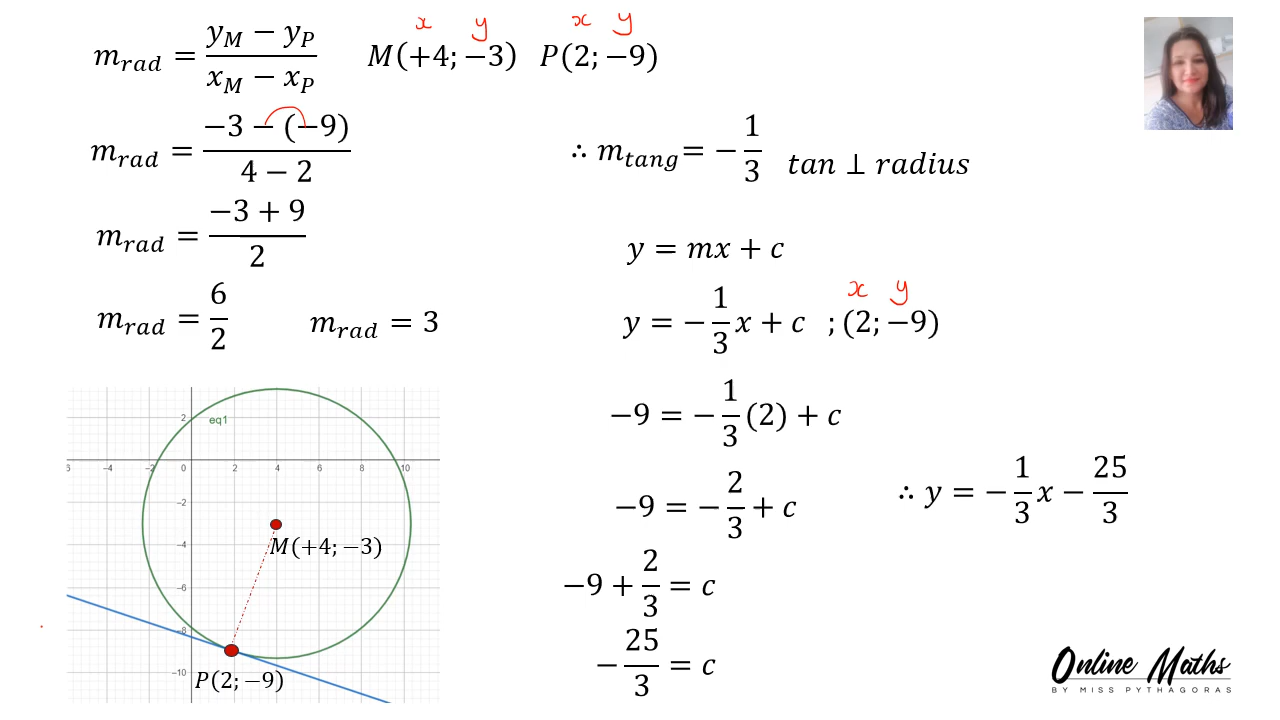 x y x y
m_rad = (y_M − y_P)/(x_M − x_P) M(+4; −3) P(2; −9)
m_rad = (−3 − (−9))/(4 − 2)
m_rad = (−3 + 9)/2
m_rad = 6/2 m_rad = 3
∴ m_tang = −1/3 tan ⊥ radius
y = mx + c
x y
y = −1/3 x + c ; (2; −9)
−9 = −1/3 (2) + c
−9 = −2/3 + c
−9 + 2/3 = c
−25/3 = c
∴ y = −1/3 x − 25/3
2
eq1
5 −4 −2 0 2 4 6 8 10
−2
−4
M(+4; −3)
−6
−8
−10
P(2; −9)
Online Maths
BY MISS PYTHAGORAS